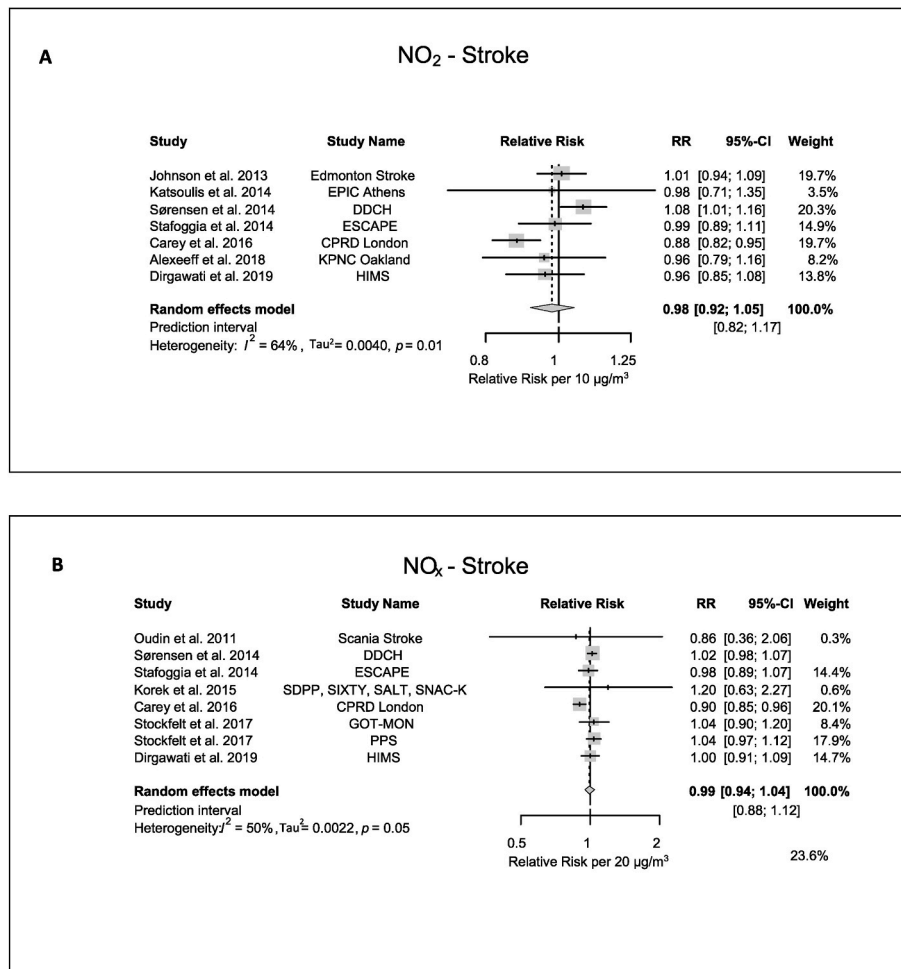 A
NO₂ - Stroke
Study Study Name Relative Risk RR 95%-CI Weight
Johnson et al. 2013 Edmonton Stroke 1.01 [0.94; 1.09] 19.7%
Katsoulis et al. 2014 EPIC Athens 0.98 [0.71; 1.35] 3.5%
Sørensen et al. 2014 DDCH 1.08 [1.01; 1.16] 20.3%
Stafoggia et al. 2014 ESCAPE 0.99 [0.89; 1.11] 14.9%
Carey et al. 2016 CPRD London 0.88 [0.82; 0.95] 19.7%
Alexeeff et al. 2018 KPNC Oakland 0.96 [0.79; 1.16] 8.2%
Dirgawati et al. 2019 HIMS 0.96 [0.85; 1.08] 13.8%
Random effects model 0.98 [0.92; 1.05] 100.0%
Prediction interval [0.82; 1.17]
Heterogeneity: I² = 64% , Tau² = 0.0040, p = 0.01
0.8 1 1.25
Relative Risk per 10 µg/m³
B
NOₓ - Stroke
Study Study Name Relative Risk RR 95%-CI Weight
Oudin et al. 2011 Scania Stroke 0.86 [0.36; 2.06] 0.3%
Sørensen et al. 2014 DDCH 1.02 [0.98; 1.07]
Stafoggia et al. 2014 ESCAPE 0.98 [0.89; 1.07] 14.4%
Korek et al. 2015 SDPP, SIXTY, SALT, SNAC-K 1.20 [0.63; 2.27] 0.6%
Carey et al. 2016 CPRD London 0.90 [0.85; 0.96] 20.1%
Stockfelt et al. 2017 GOT-MON 1.04 [0.90; 1.20] 8.4%
Stockfelt et al. 2017 PPS 1.04 [0.97; 1.12] 17.9%
Dirgawati et al. 2019 HIMS 1.00 [0.91; 1.09] 14.7%
Random effects model 0.99 [0.94; 1.04] 100.0%
Prediction interval [0.88; 1.12]
Heterogeneity: I² = 50%, Tau² = 0.0022, p = 0.05
0.5 1 2
Relative Risk per 20 µg/m³
23.6%